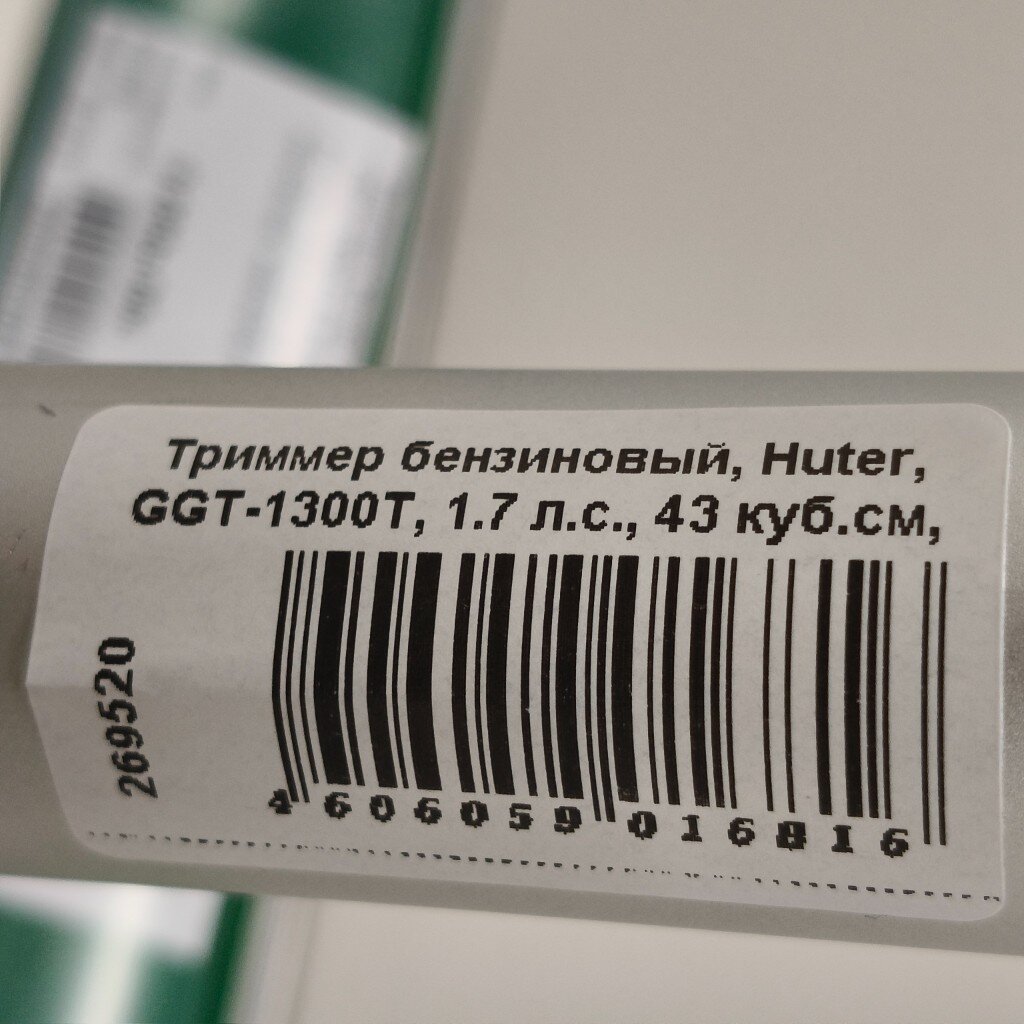 Триммер бензиновый, Huter,
GGT-1300T, 1.7 л.с., 43 куб.см,
269520
4 606059 016816